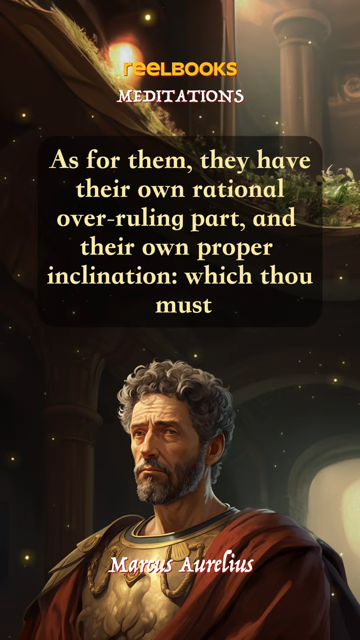 reelBOOKS
MEDITATIONS
As for them, they have
their own rational
over-ruling part, and
their own proper
inclination: which thou
must
Marcus Aurelius